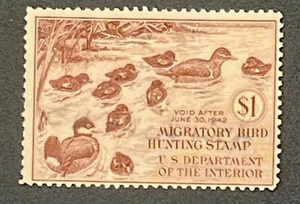 VOID AFTER
JUNE 30, 1942
$1
MIGRATORY BIRD
HUNTING STAMP
U S DEPARTMENT
OF THE INTERIOR